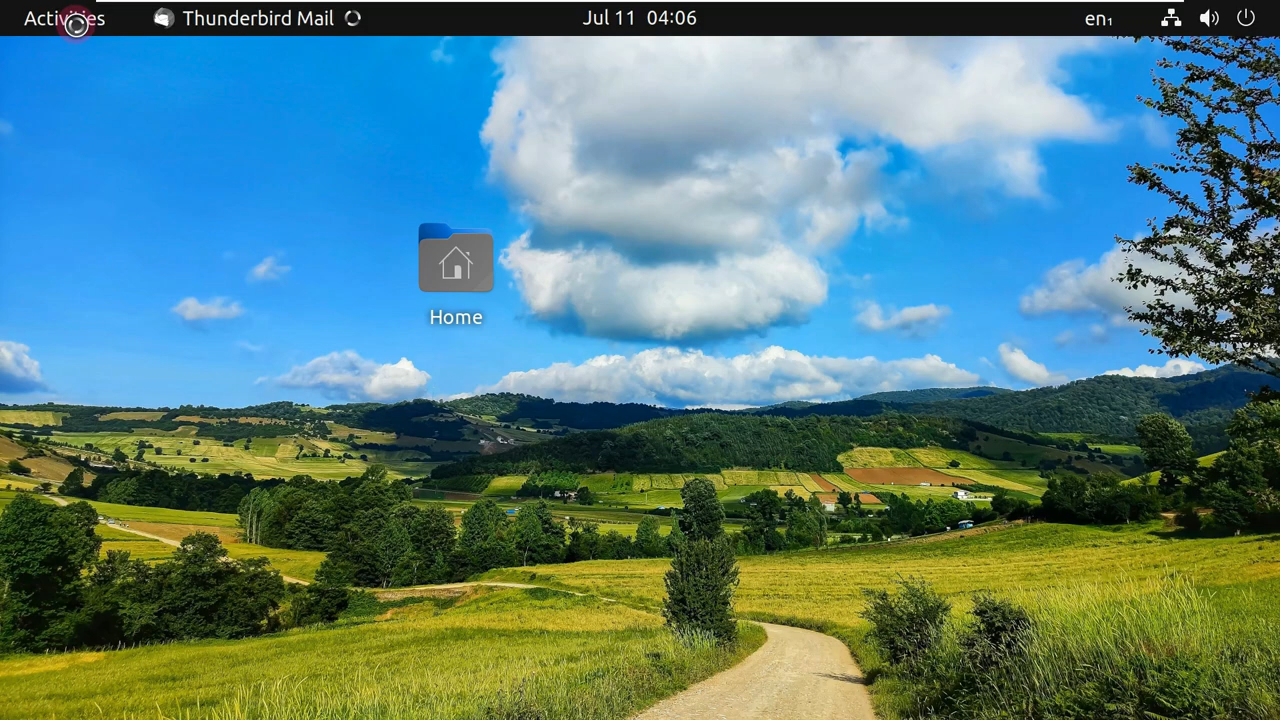 Activities
Thunderbird Mail
Jul 11 04:06
en₁
Home